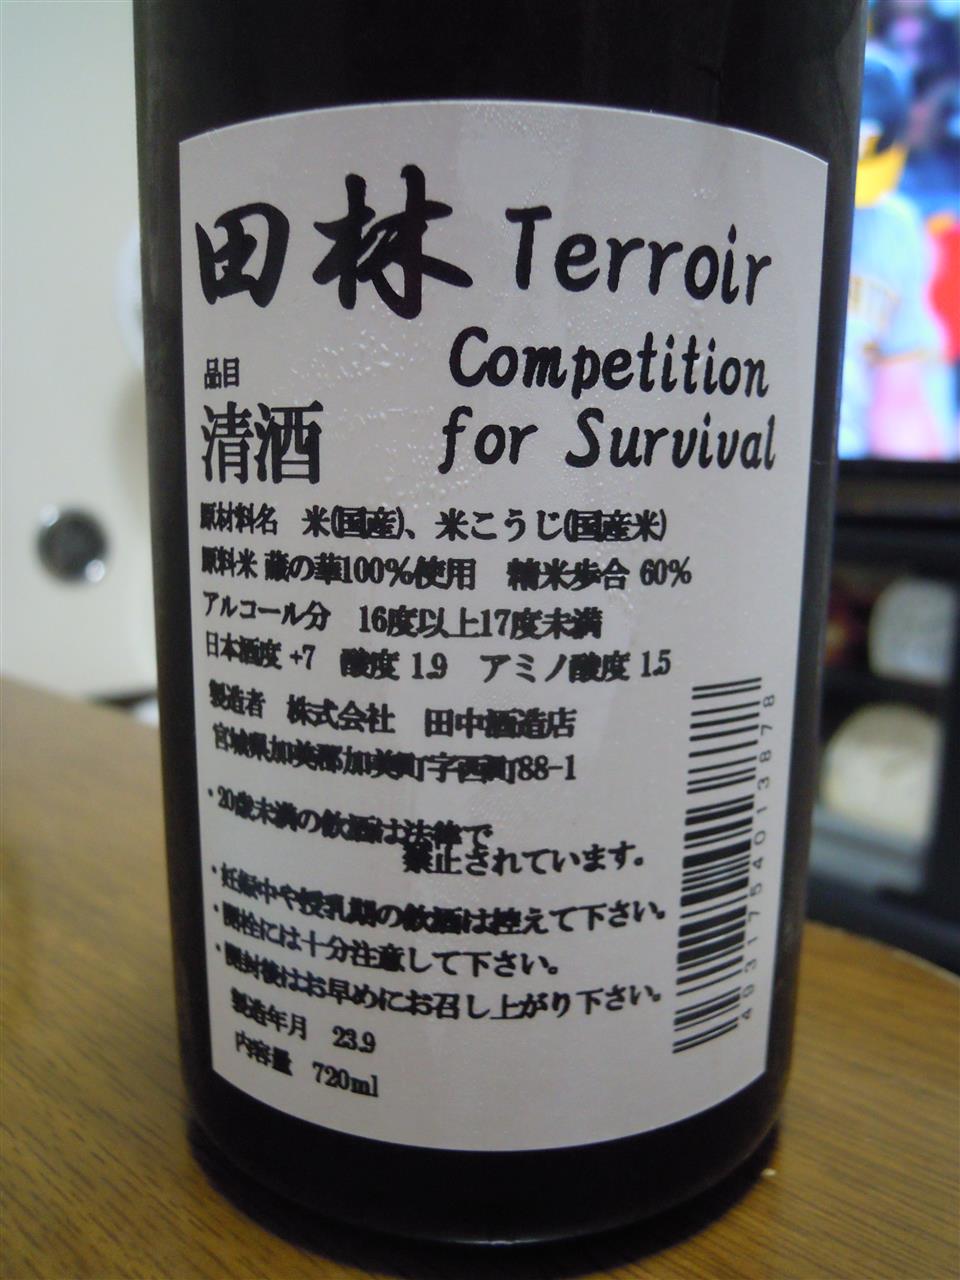 田林 Terroir
Competition
for Survival
品目
清酒
原材料名 米(国産)、米こうじ(国産米)
原料米 蔵の華100%使用 精米歩合 60%
アルコール分 16度以上17度未満
日本酒度 +7 酸度 1.9 アミノ酸度 1.5
製造者 株式会社 田中酒造店
宮城県加美郡加美町字西町88-1
・20歳未満の飲酒は法律で
禁止されています。
・妊娠中や授乳期の飲酒は控えて下さい。
・開栓には十分注意して下さい。
・開封後はお早めにお召し上がり下さい。
製造年月 23.9
内容量 720ml
4931754013878